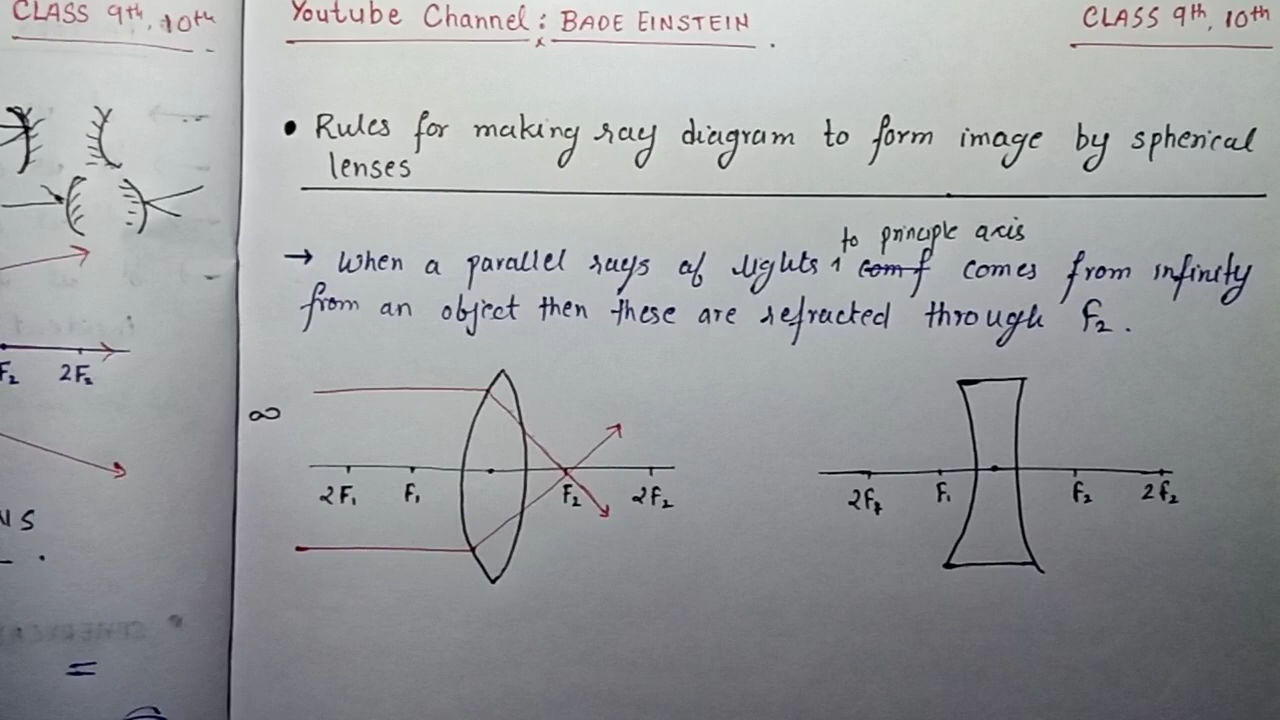 CLASS 9th, 10th
Youtube Channel: BADE EINSTEIN
CLASS 9th, 10th
• Rules for making ray diagram to form image by spherical
lenses
to principle axis
→ When a parallel rays of lights comes from infinity
from an object then these are refracted through F₂.
∞
2F₁ F₁ F₂ 2F₂
F₁ F₂ 2F₂
F₂ 2F₂
NS
=